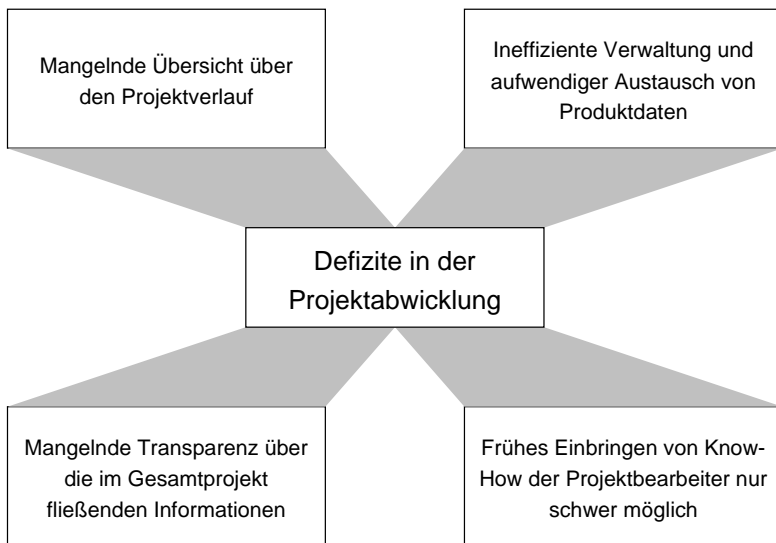 Mangelnde Übersicht über
den Projektverlauf
Ineffiziente Verwaltung und
aufwendiger Austausch von
Produktdaten
Defizite in der
Projektabwicklung
Mangelnde Transparenz über
die im Gesamtprojekt
fließenden Informationen
Frühes Einbringen von Know-
How der Projektbearbeiter nur
schwer möglich